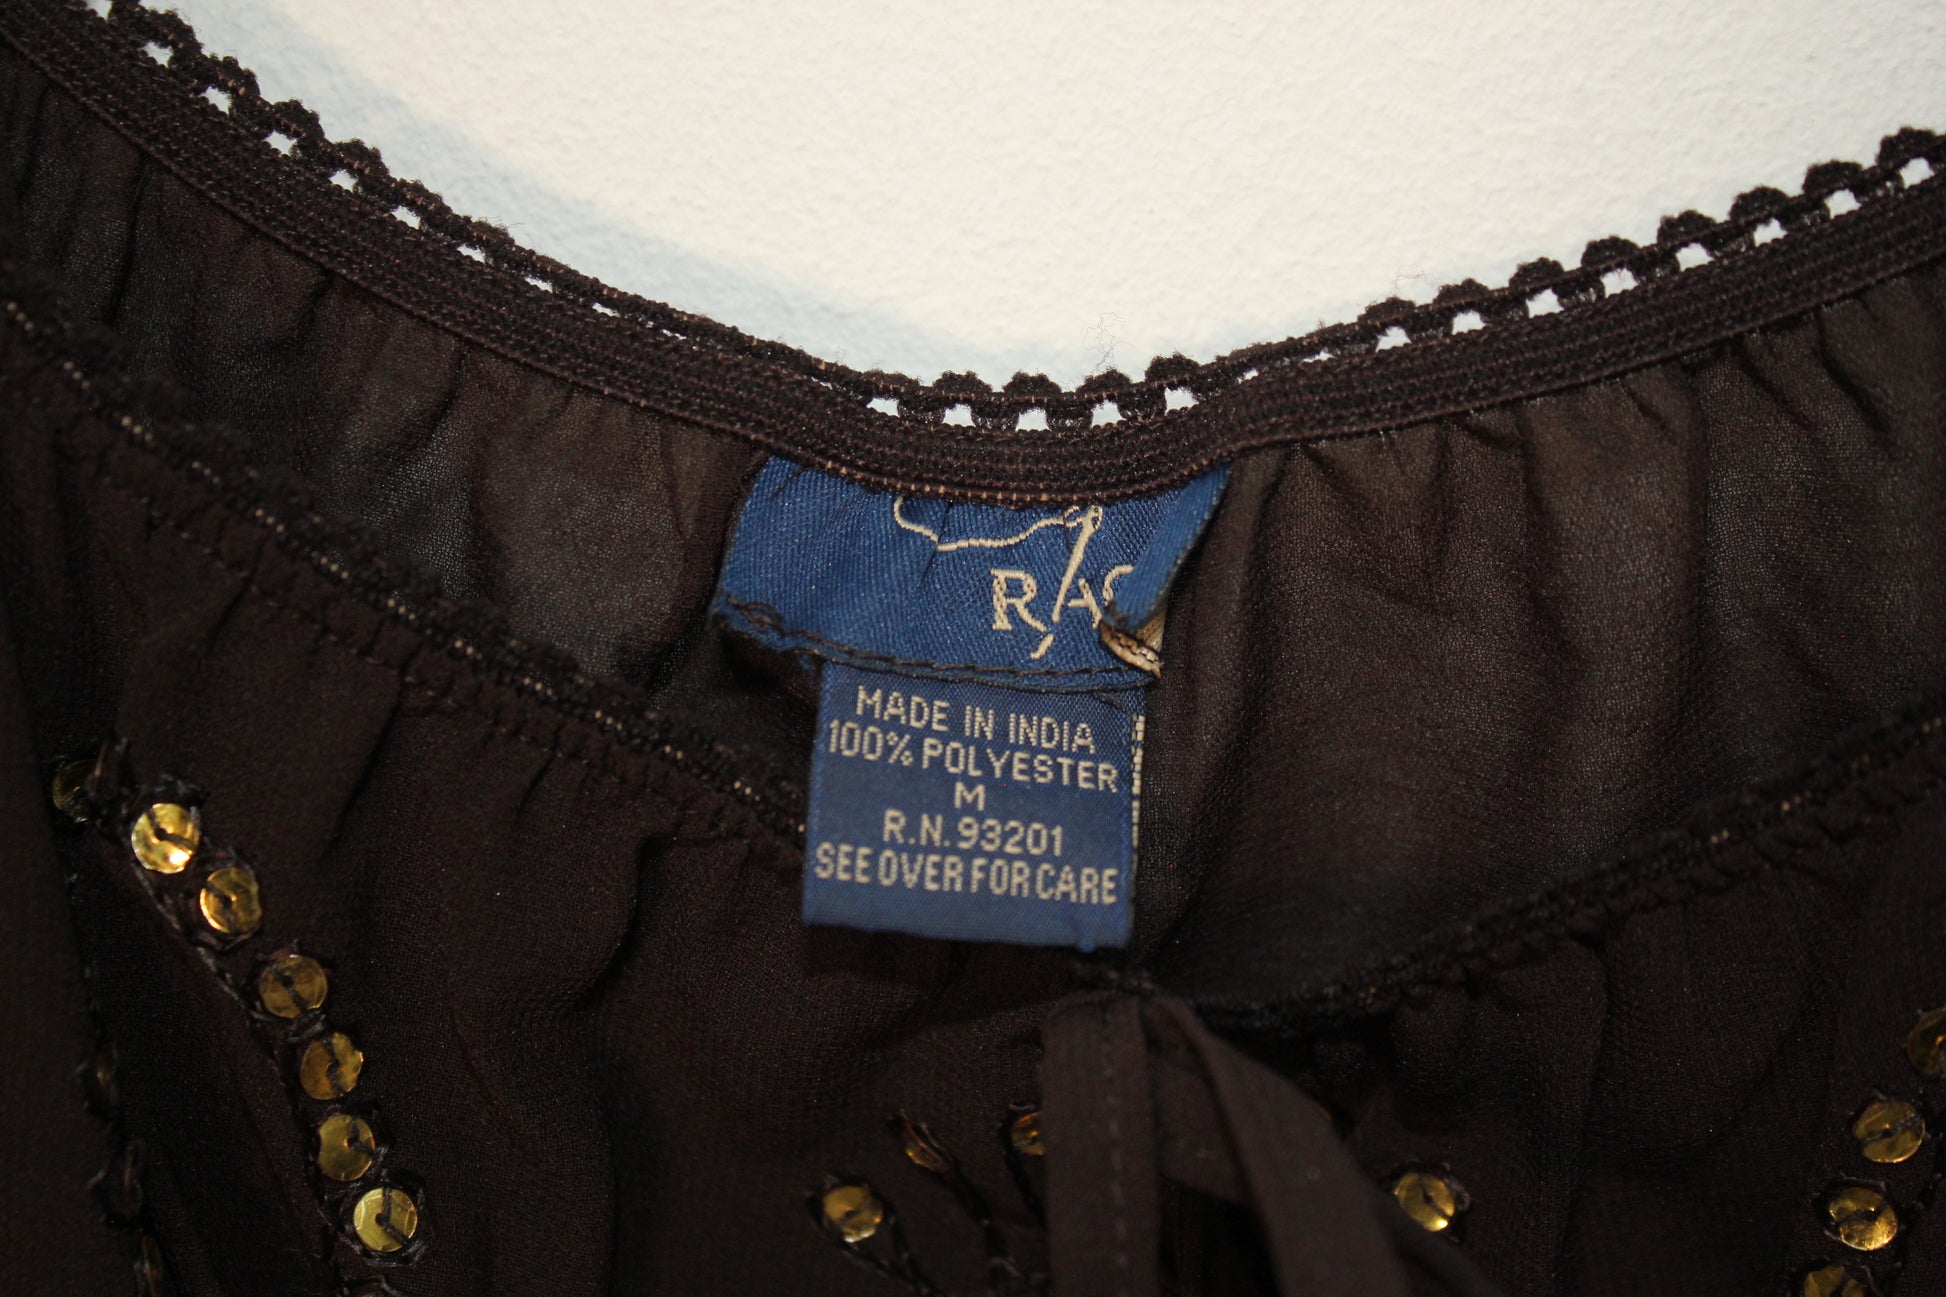 MADE IN INDIA
100% POLYESTER
M
R.N. 93201
SEE OVER FOR CARE